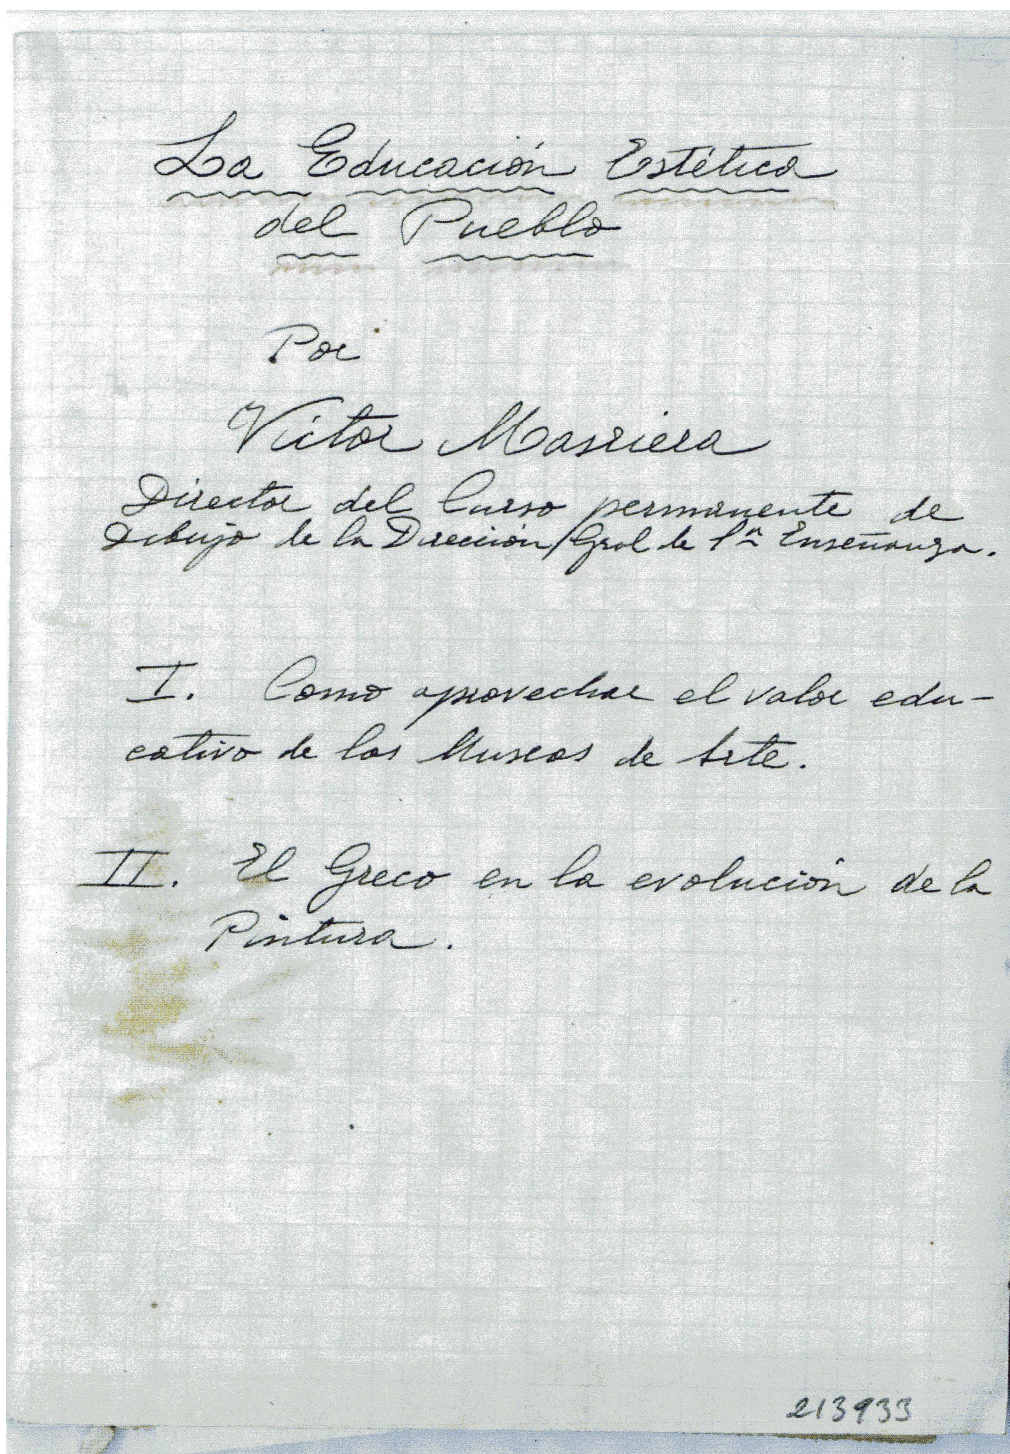 La Educación Estética
del Pueblo
Por
Víctor Masriera
Director del Curso permanente de
Dibujo de la Dirección Gral de 1ª Enseñanza.
I. Como aprovechar el valor edu-
cativo de los Museos de Arte.
II. El Greco en la evolución de la
Pintura.
213933